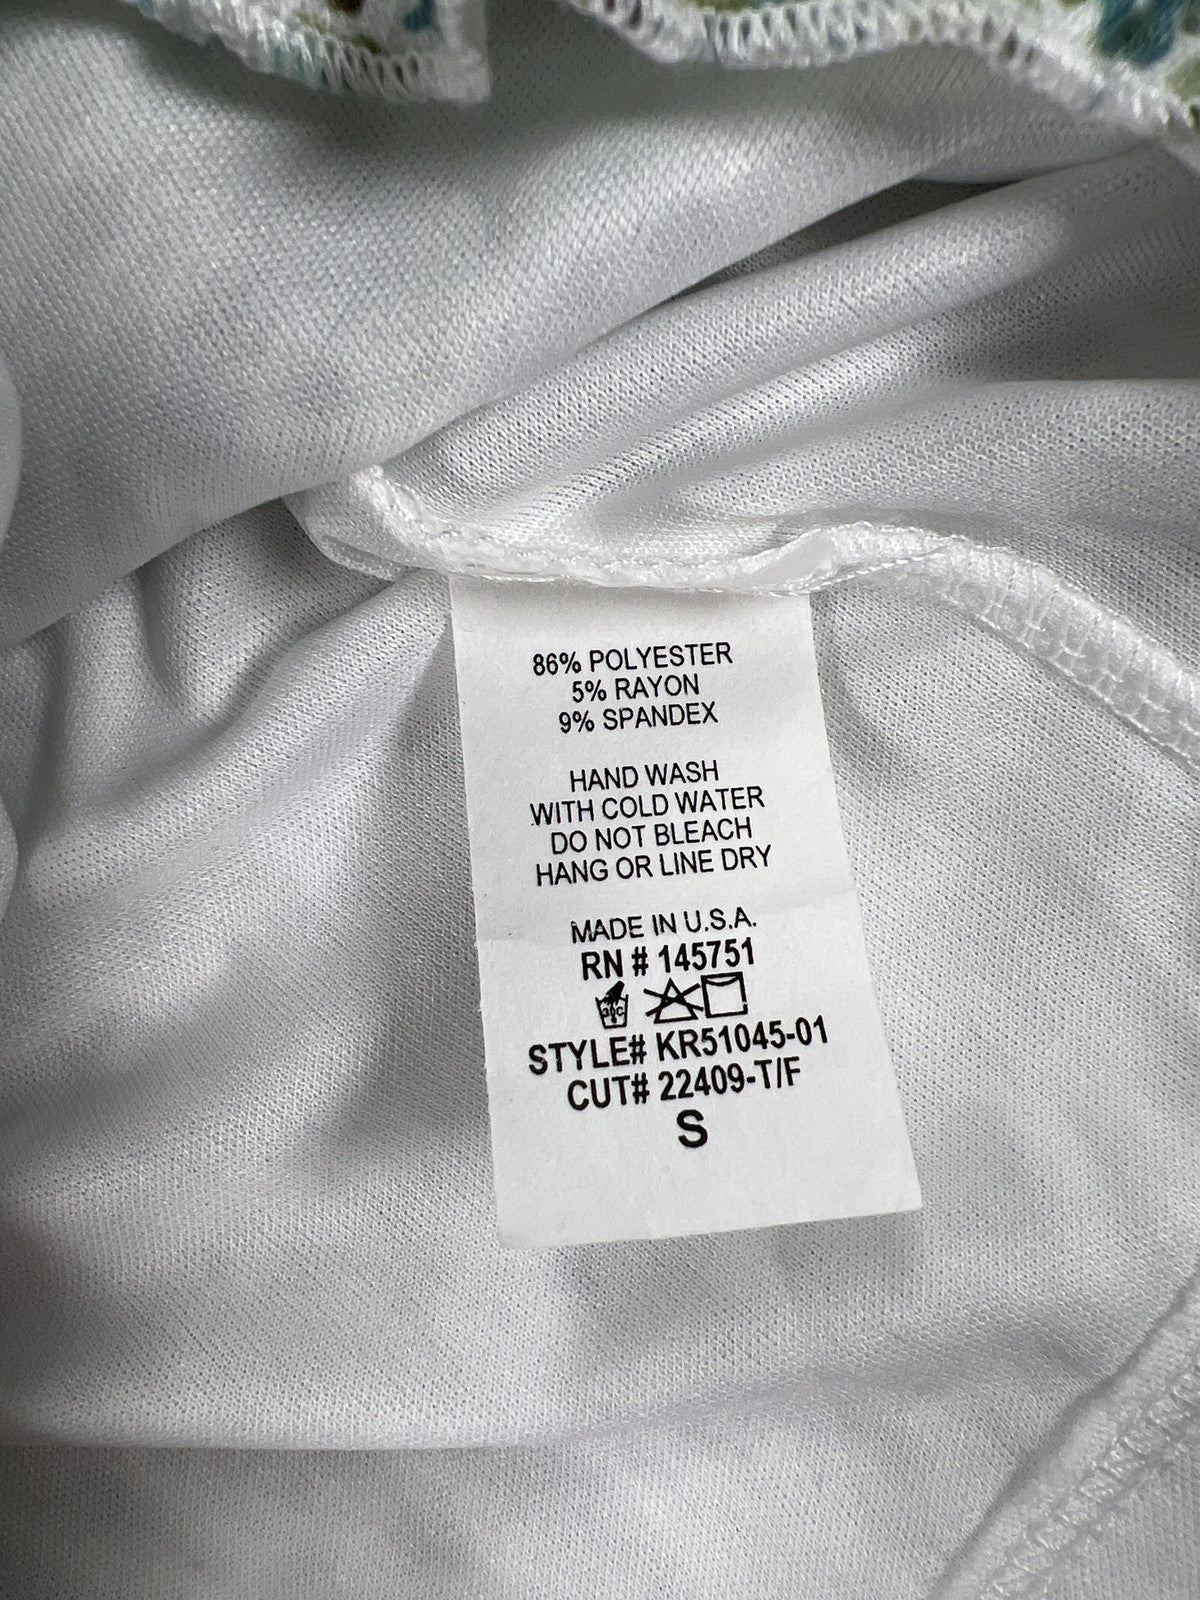 86% POLYESTER
5% RAYON
9% SPANDEX
HAND WASH
WITH COLD WATER
DO NOT BLEACH
HANG OR LINE DRY
MADE IN U.S.A.
RN # 145751
30C
STYLE# KR51045-01
CUT# 22409-T/F
S